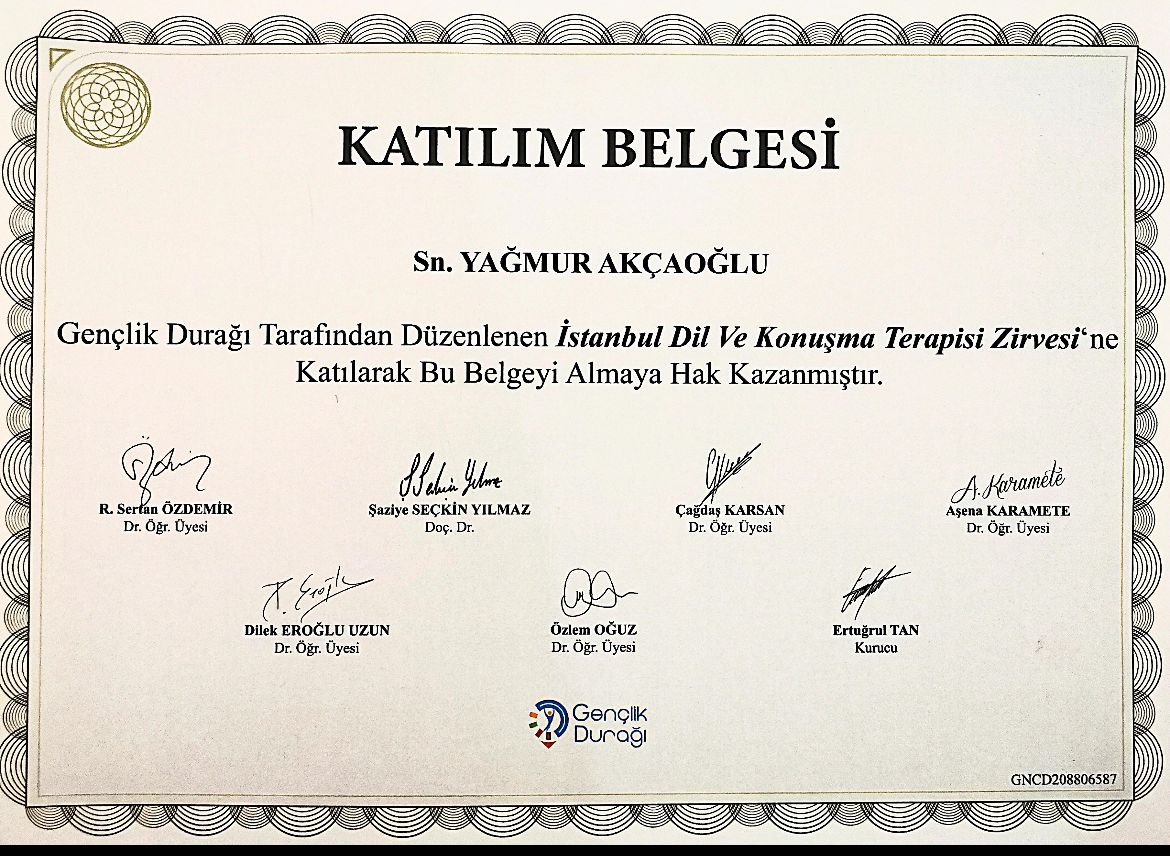 KATILIM BELGESİ
Sn. YAĞMUR AKÇAOĞLU
Gençlik Durağı Tarafından Düzenlenen İstanbul Dil Ve Konuşma Terapisi Zirvesi‘ne
Katılarak Bu Belgeyi Almaya Hak Kazanmıştır.
R. Sertan ÖZDEMİR
Dr. Öğr. Üyesi
Şaziye SEÇKİN YILMAZ
Doç. Dr.
Çağdaş KARSAN
Dr. Öğr. Üyesi
A. Karamete
Aşena KARAMETE
Dr. Öğr. Üyesi
Dilek EROĞLU UZUN
Dr. Öğr. Üyesi
Özlem OĞUZ
Dr. Öğr. Üyesi
Ertuğrul TAN
Kurucu
Gençlik
Durağı
GNCD208806587